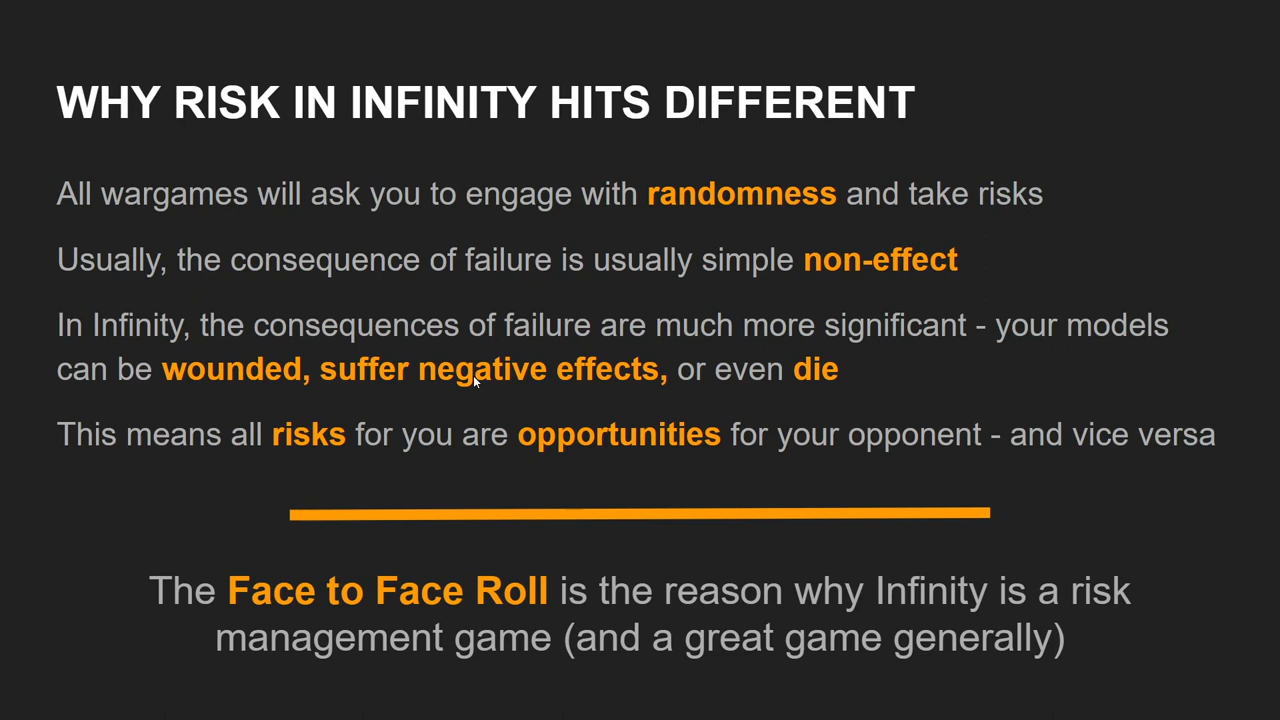 WHY RISK IN INFINITY HITS DIFFERENT
All wargames will ask you to engage with randomness and take risks
Usually, the consequence of failure is usually simple non-effect
In Infinity, the consequences of failure are much more significant - your models
can be wounded, suffer negative effects, or even die
This means all risks for you are opportunities for your opponent - and vice versa
The Face to Face Roll is the reason why Infinity is a risk
management game (and a great game generally)